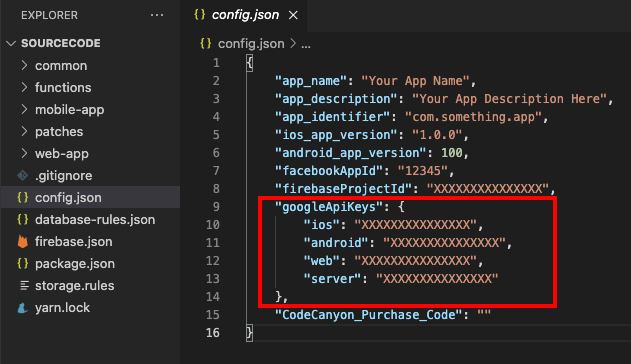 EXPLORER ...
SOURCECODE
common
functions
mobile-app
patches
web-app
.gitignore
config.json
database-rules.json
firebase.json
package.json
storage.rules
yarn.lock
{} config.json ×
{} config.json > ...
1 {
2 "app_name": "Your App Name",
3 "app_description": "Your App Description Here",
4 "app_identifier": "com.something.app",
5 "ios_app_version": "1.0.0",
6 "android_app_version": 100,
7 "facebookAppId": "12345",
8 "firebaseProjectId": "XXXXXXXXXXXXXXX",
9 "googleApiKeys": {
10 "ios": "XXXXXXXXXXXXXXX",
11 "android": "XXXXXXXXXXXXXXX",
12 "web": "XXXXXXXXXXXXXXX",
13 "server": "XXXXXXXXXXXXXXX"
14 },
15 "CodeCanyon_Purchase_Code": ""
16 }